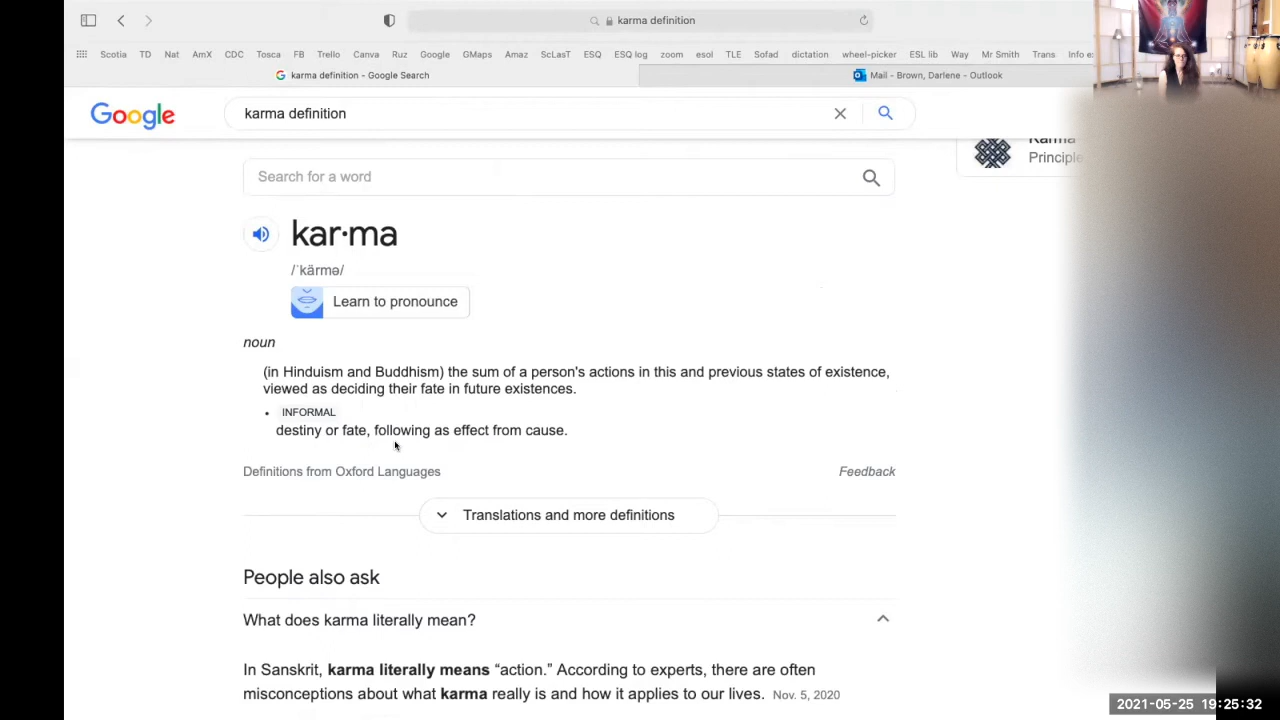 karma definition
Scotia TD Nat AmX CDC Tosca FB Trello Canva Ruz Google GMaps Amaz ScLasT ESQ ESQ log zoom esol TLE Sofad dictation wheel-picker ESL lib Way Mr Smith Trans Info
karma definition - Google Search Mail - Brown, Darlene - Outlook
Google karma definition
Karma
Principle
Search for a word
kar·ma
/ˈkärmə/
Learn to pronounce
noun
(in Hinduism and Buddhism) the sum of a person's actions in this and previous states of existence,
viewed as deciding their fate in future existences.
• INFORMAL
destiny or fate, following as effect from cause.
Definitions from Oxford Languages Feedback
Translations and more definitions
People also ask
What does karma literally mean?
In Sanskrit, karma literally means “action.” According to experts, there are often
misconceptions about what karma really is and how it applies to our lives. Nov. 5, 2020
2021-05-25 19:25:32